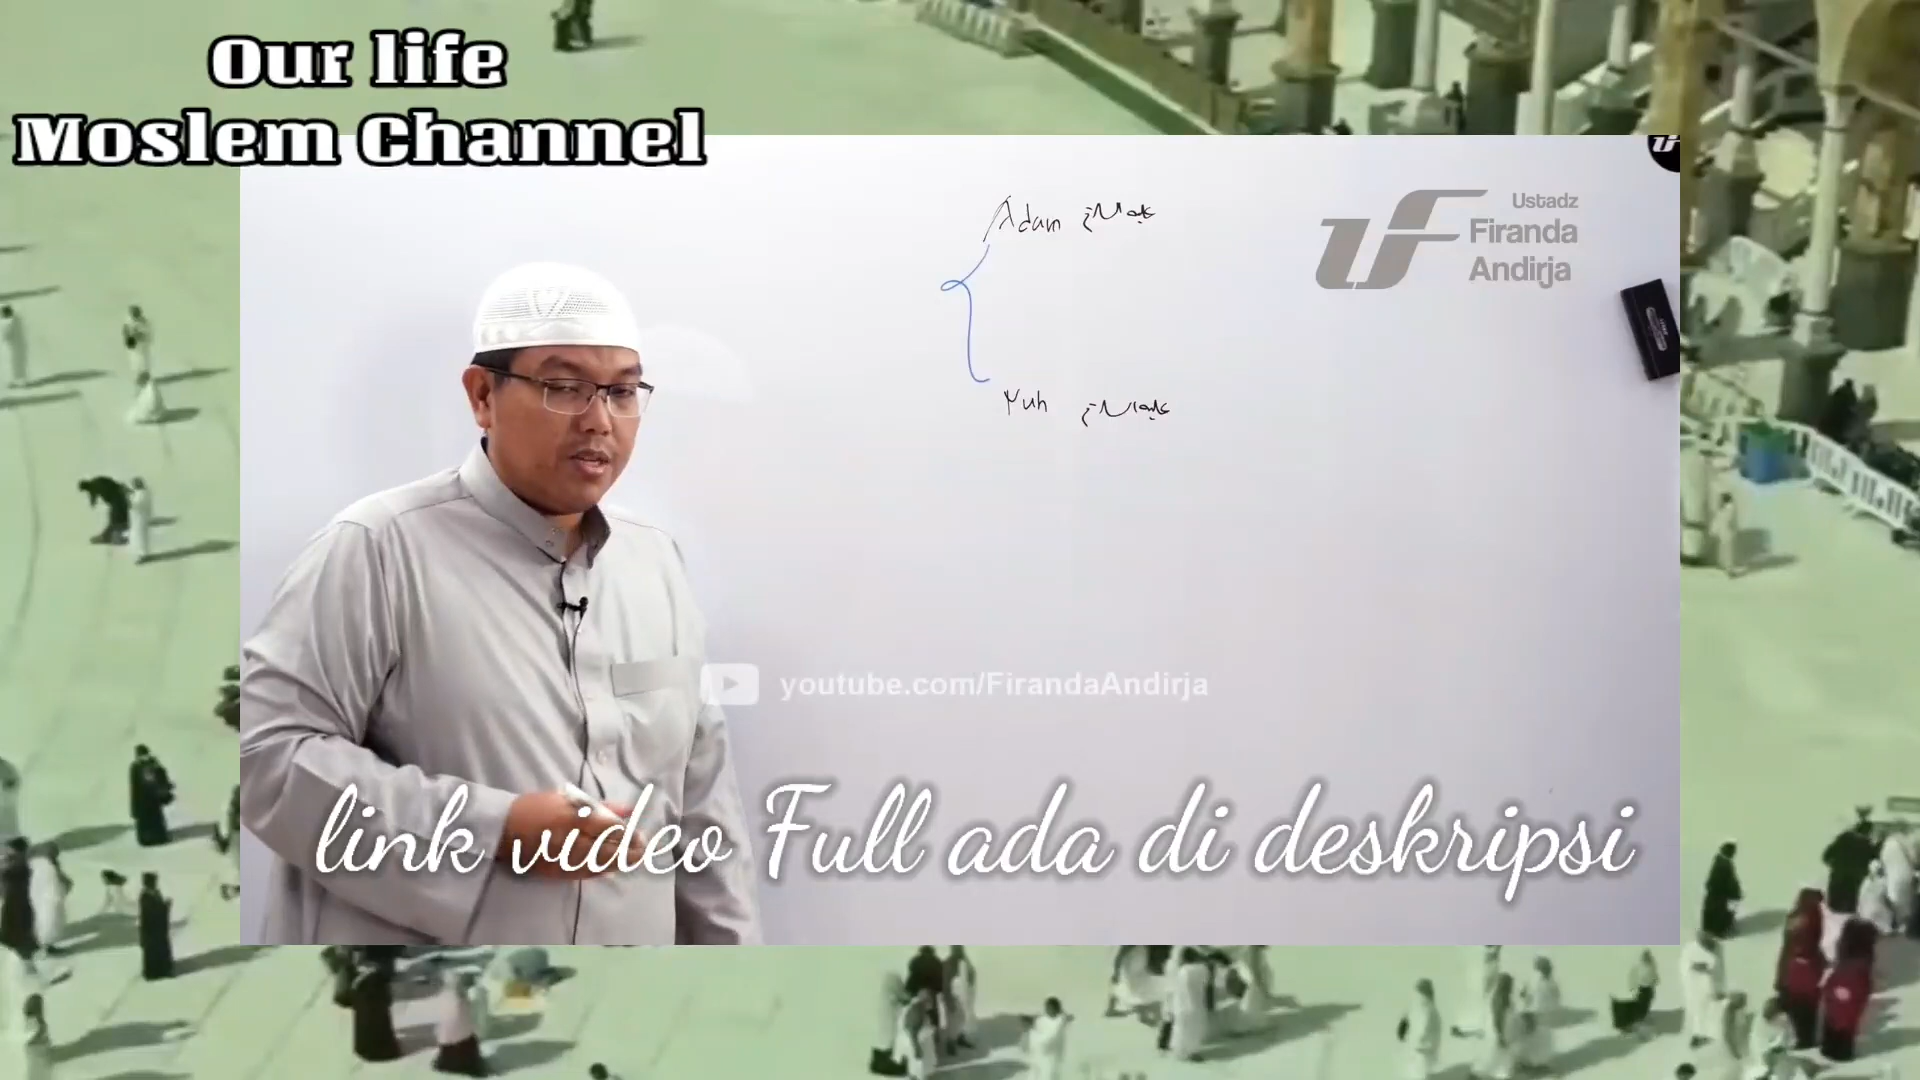 Our life
Moslem Channel
Adam عليه السلام
Ustadz
Firanda
Andirja
Nuh عليه السلام
youtube.com/FirandaAndirja
link video Full ada di deskripsi